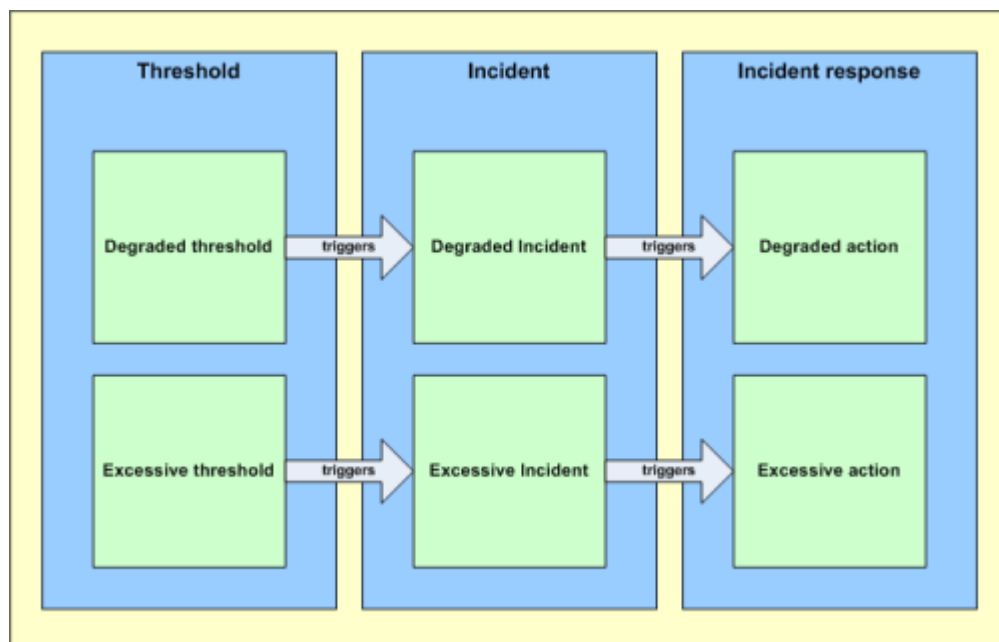 Threshold
Incident
Incident response
Degraded threshold
triggers
Degraded Incident
triggers
Degraded action
Excessive threshold
triggers
Excessive Incident
triggers
Excessive action